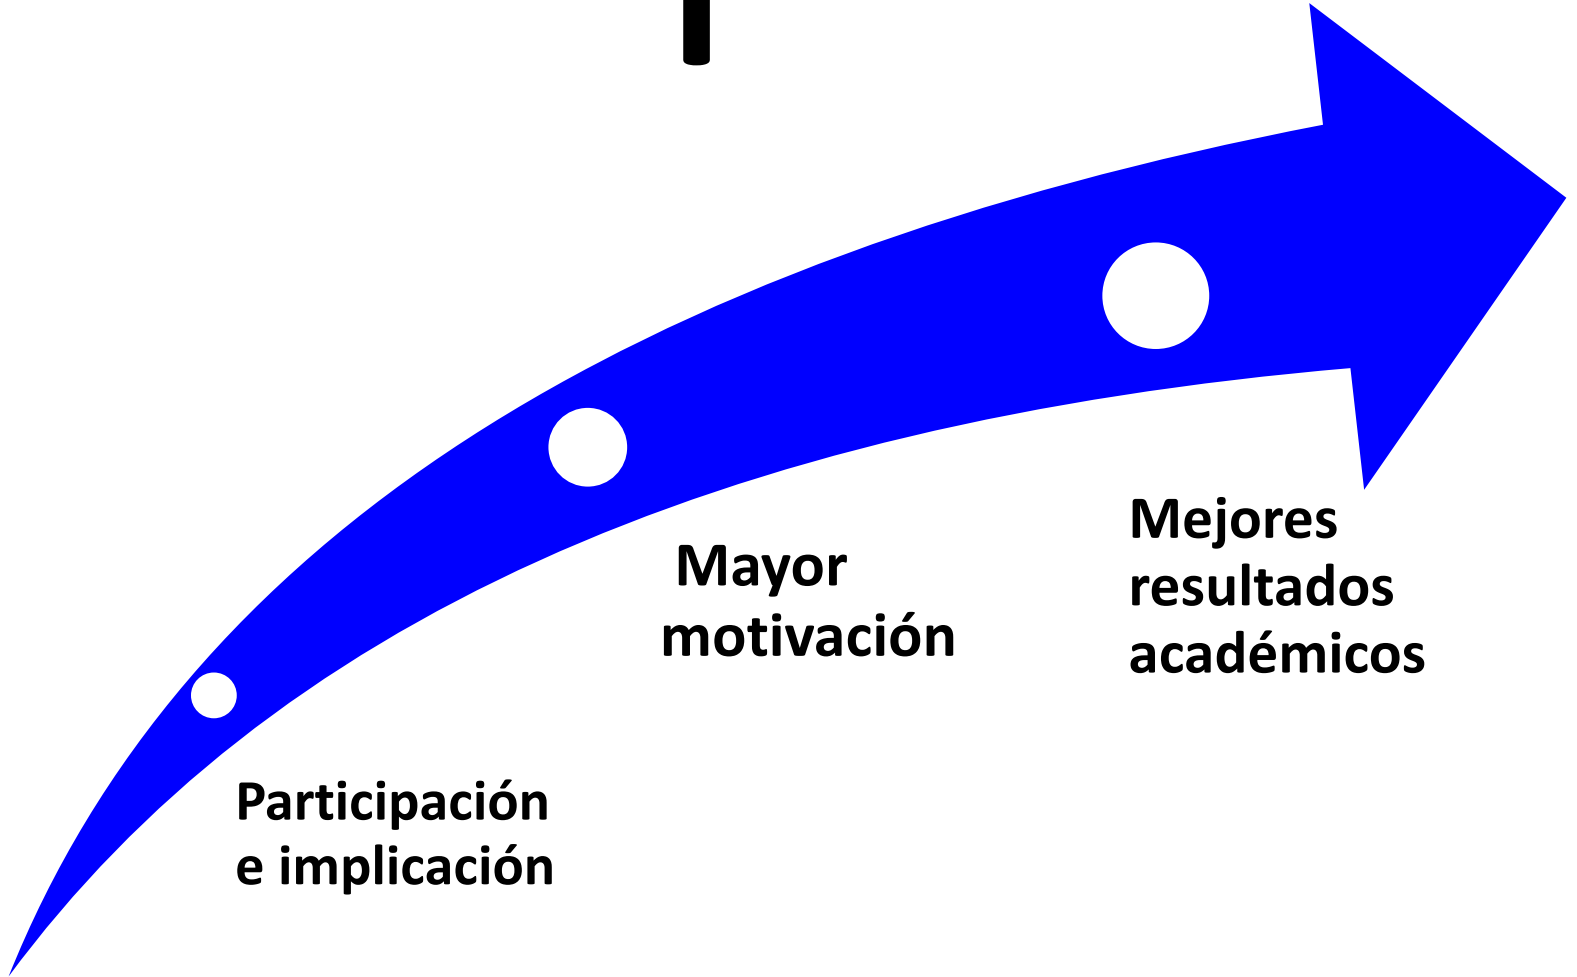 Mejores
resultados
académicos
Mayor
motivación
Participación
e implicación